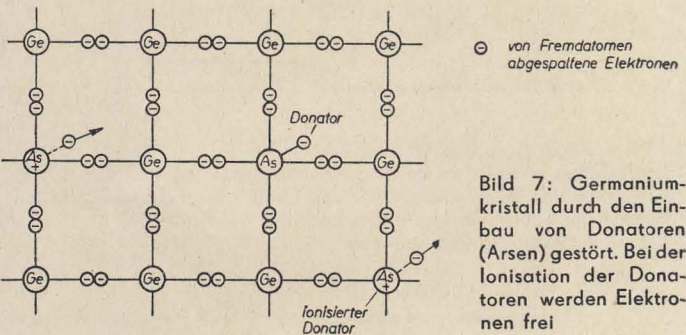 Ge Ge Ge Ge
⊖ von Fremdatomen
abgespaltene Elektronen
Donator
As + Ge As Ge
Bild 7: Germanium-
kristall durch den Ein-
bau von Donatoren
(Arsen) gestört. Bei der
Ionisation der Dona-
toren werden Elektro-
nen frei
Ge Ge Ge As +
ionisierter
Donator